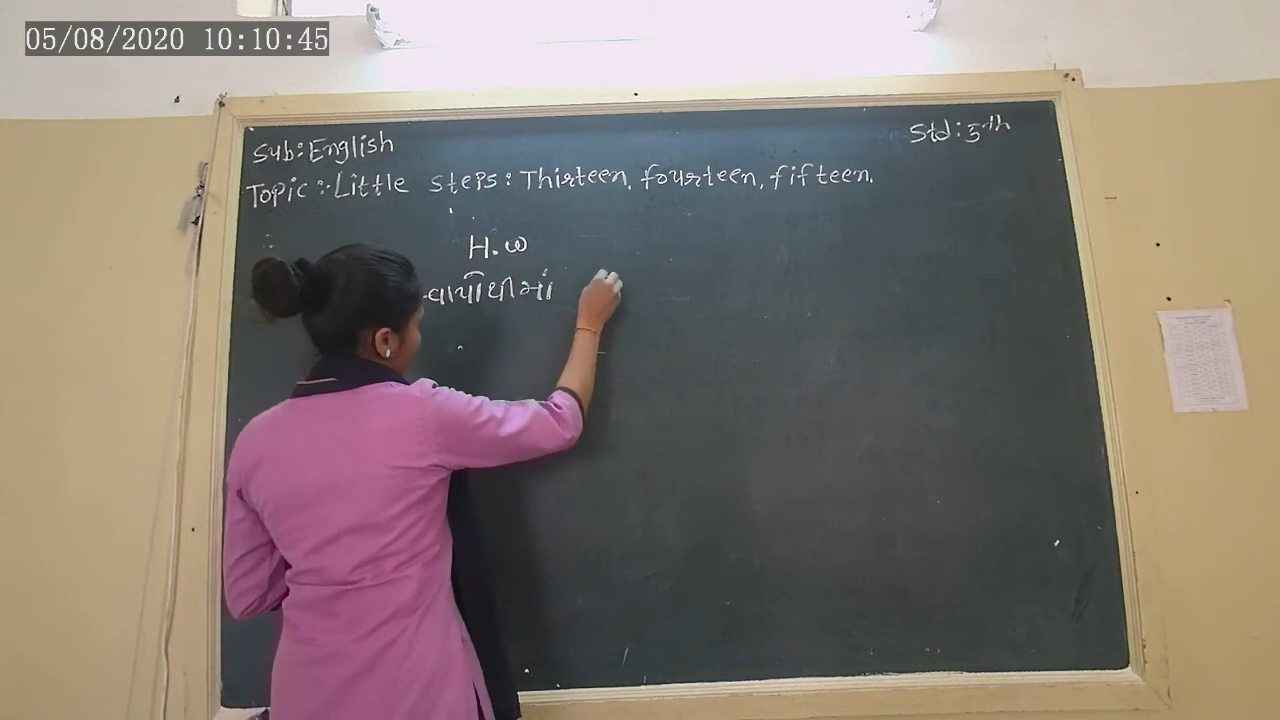 05/08/2020 10:10:45
Sub:English
Std:5th
Topic:-Little steps: Thirteen, fourteen, fifteen.
H.W